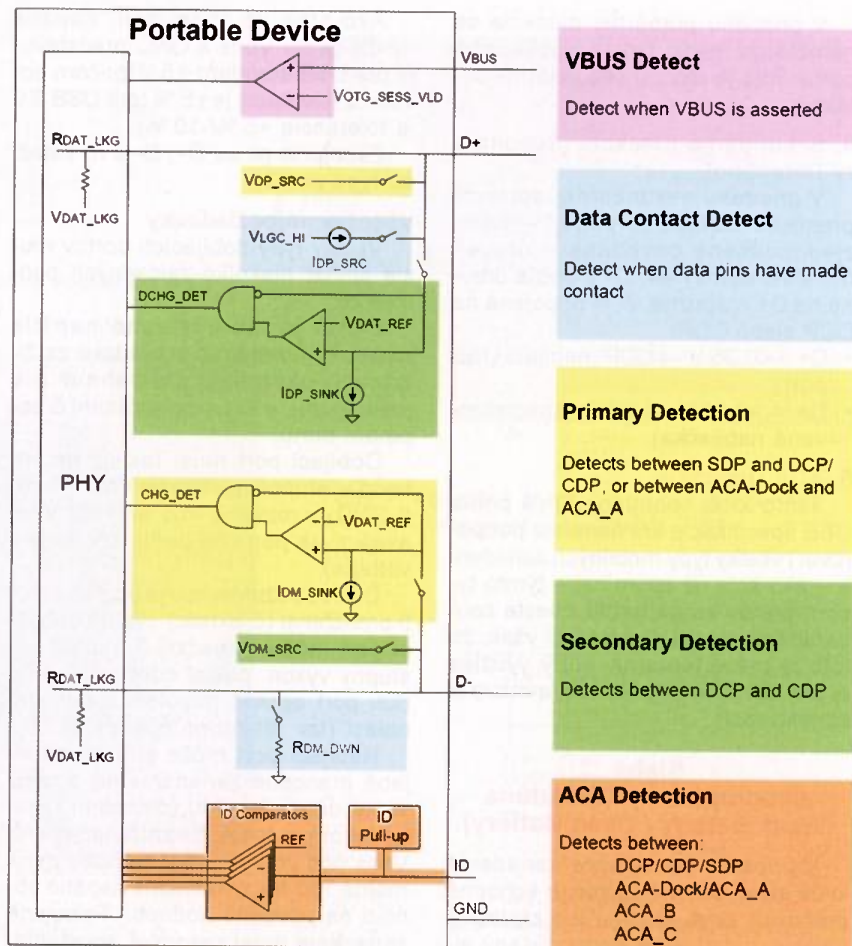 Portable Device
VBUS
VOTG_SESS_VLD
RDAT_LKG
D+
VDP_SRC
VDAT_LKG
VLGC_HI
IDP_SRC
DCHG_DET
VDAT_REF
IDP_SINK
PHY
CHG_DET
VDAT_REF
IDM_SINK
VDM_SRC
RDAT_LKG
D-
RDM_DWN
VDAT_LKG
ID Comparators
REF
ID
Pull-up
ID
GND
VBUS Detect
Detect when VBUS is asserted
Data Contact Detect
Detect when data pins have made
contact
Primary Detection
Detects between SDP and DCP/
CDP, or between ACA-Dock and
ACA_A
Secondary Detection
Detects between DCP and CDP
ACA Detection
Detects between:
DCP/CDP/SDP
ACA-Dock/ACA_A
ACA_B
ACA_C